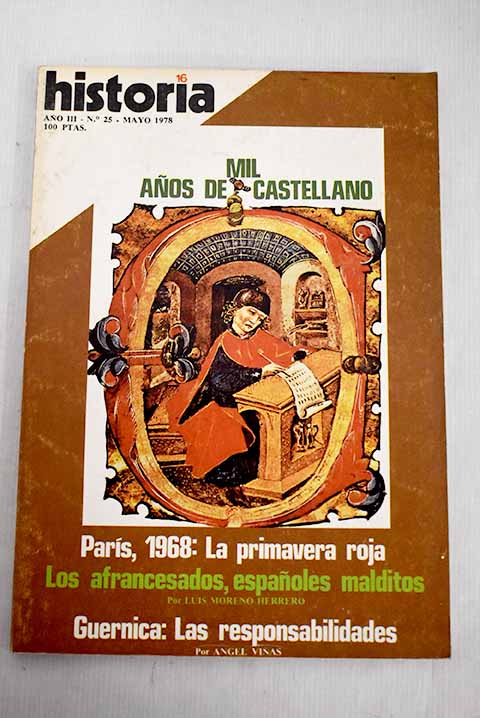 historia 16
AÑO III - N.º 25 - MAYO 1978
100 PTAS.
MIL
AÑOS DE CASTELLANO
París, 1968: La primavera roja
Los afrancesados, españoles malditos
Por LUIS MORENO HERRERO
Guernica: Las responsabilidades
Por ANGEL VIÑAS